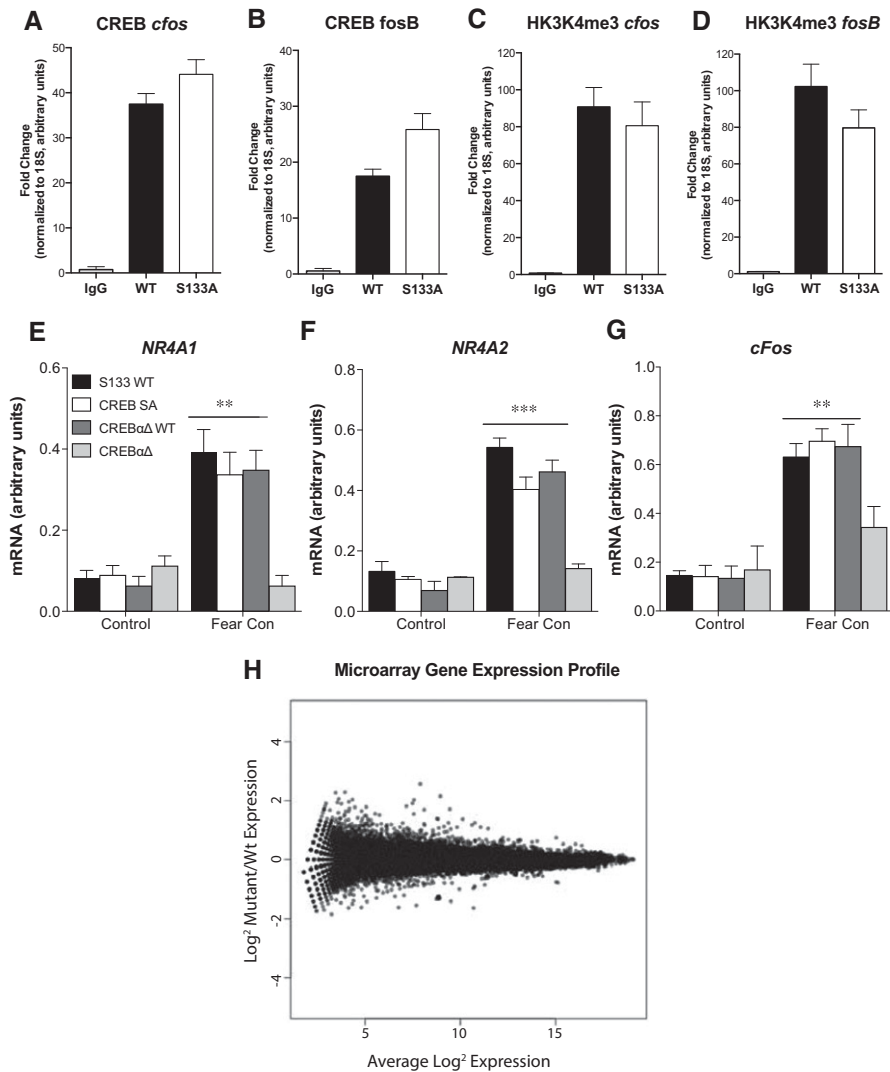 A
CREB cfos
Fold Change
(normalized to 18S, arbitrary units)
50
40
30
20
10
0
IgG WT S133A
B
CREB fosB
Fold Change
(normalized to 18S, arbitrary units)
40
30
20
10
0
IgG WT S133A
C
HK3K4me3 cfos
Fold Change
(normalized to 18S, arbitrary units)
120
100
80
60
40
20
0
IgG WT S133A
D
HK3K4me3 fosB
Fold Change
(normalized to 18S, arbitrary units)
120
100
80
60
40
20
0
IgG WT S133A
E
NR4A1
mRNA (arbitrary units)
0.6
0.4
0.2
0.0
S133 WT
CREB SA
CREBαΔ WT
CREBαΔ
**
Control Fear Con
F
NR4A2
mRNA (arbitrary units)
0.8
0.6
0.4
0.2
0.0
***
Control Fear Con
G
cFos
mRNA (arbitrary units)
1.0
0.8
0.6
0.4
0.2
0.0
**
Control Fear Con
H
Microarray Gene Expression Profile
Log² Mutant/Wt Expression
4
2
0
-2
-4
5 10 15
Average Log² Expression